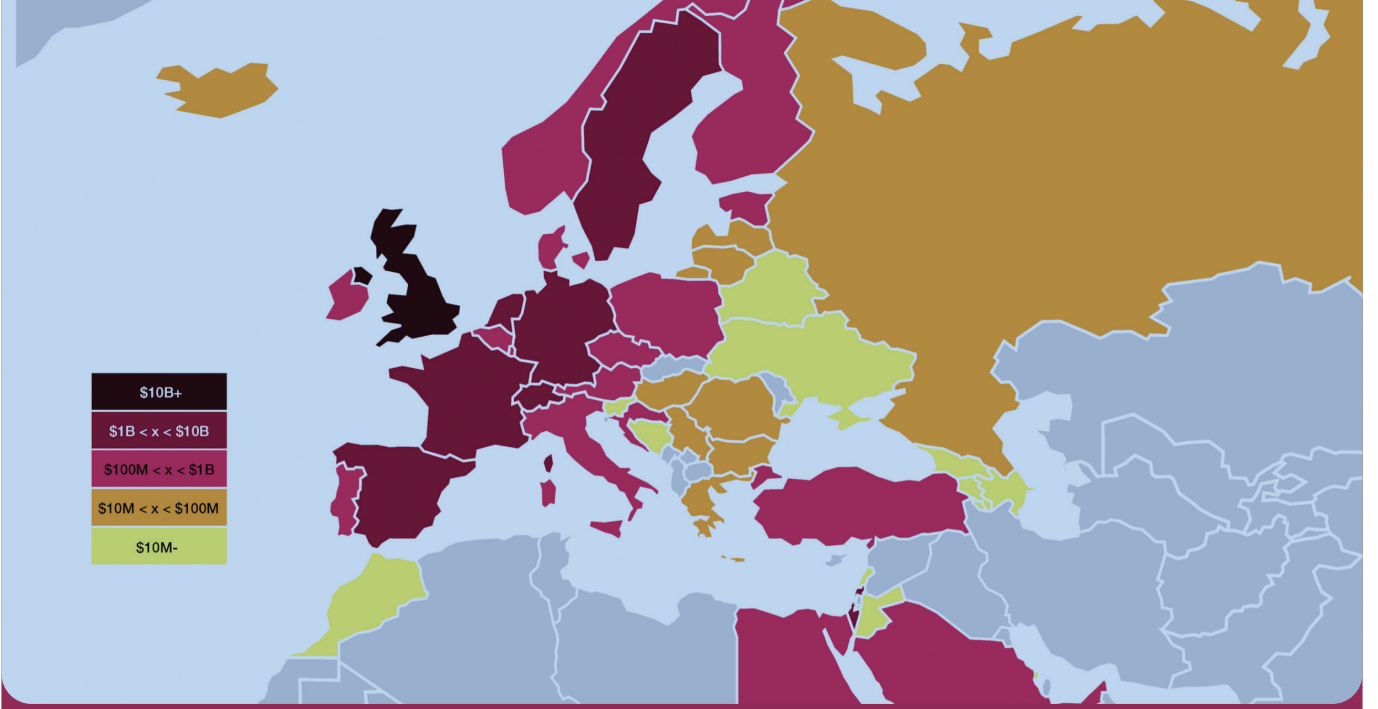 $10B+
$1B < x < $10B
$100M < x < $1B
$10M < x < $100M
$10M-